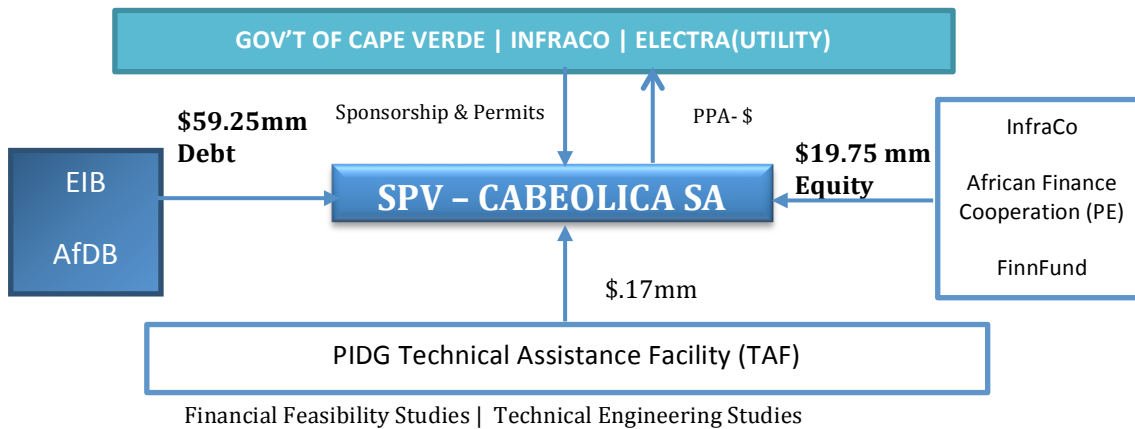 GOV'T OF CAPE VERDE | INFRACO | ELECTRA(UTILITY)
Sponsorship & Permits
PPA- $
$59.25mm
Debt
EIB
AfDB
SPV – CABEOLICA SA
$19.75 mm
Equity
InfraCo
African Finance
Cooperation (PE)
FinnFund
$.17mm
PIDG Technical Assistance Facility (TAF)
Financial Feasibility Studies | Technical Engineering Studies